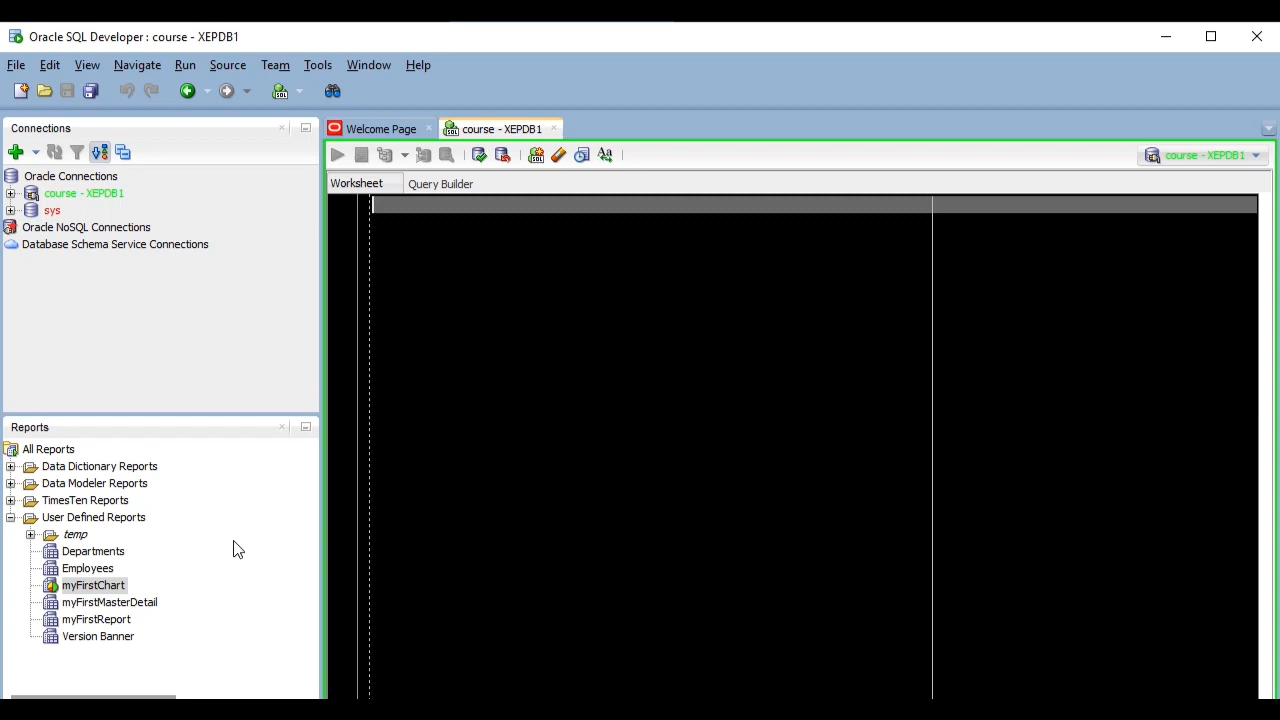 Oracle SQL Developer : course - XEPDB1
File Edit View Navigate Run Source Team Tools Window Help
Connections
Welcome Page
course - XEPDB1
course - XEPDB1
Worksheet
Query Builder
Oracle Connections
course - XEPDB1
sys
Oracle NoSQL Connections
Database Schema Service Connections
Reports
All Reports
Data Dictionary Reports
Data Modeler Reports
TimesTen Reports
User Defined Reports
temp
Departments
Employees
myFirstChart
myFirstMasterDetail
myFirstReport
Version Banner